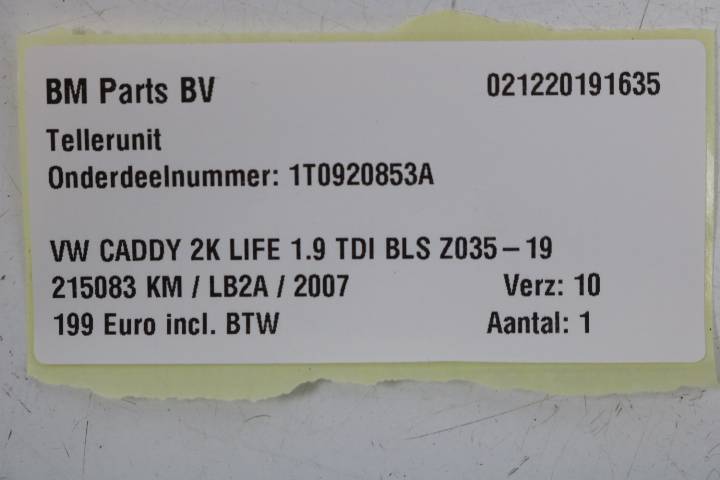 BM Parts BV 021220191635
Tellerunit
Onderdeelnummer: 1T0920853A
VW CADDY 2K LIFE 1.9 TDI BLS Z035 – 19
215083 KM / LB2A / 2007 Verz: 10
199 Euro incl. BTW Aantal: 1